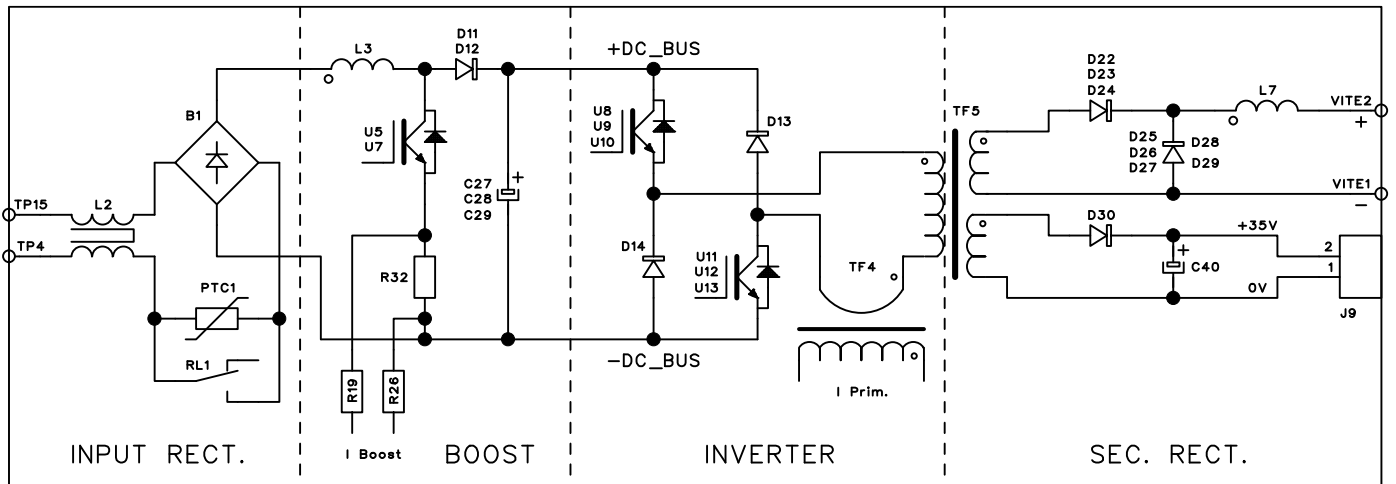 TP15
TP4
L2
B1
PTC1
RL1
INPUT RECT.
L3
D11
D12
U5
U7
C27
C28
C29
+
R32
R19
R26
I Boost
BOOST
+DC_BUS
U8
U9
U10
D13
D14
U11
U12
U13
TF4
-DC_BUS
I Prim.
INVERTER
TF5
D22
D23
D24
L7
VITE2
+
D25
D26
D27
D28
D29
VITE1
-
D30
+35V
+
C40
0V
2
1
J9
SEC. RECT.